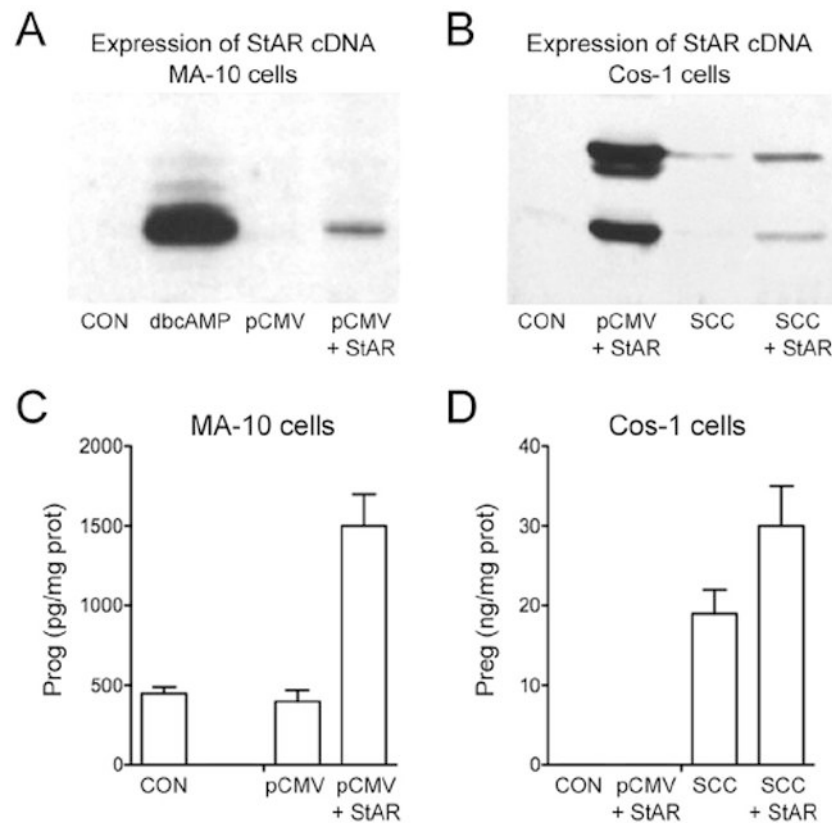 A
Expression of StAR cDNA
MA-10 cells
CON dbcAMP pCMV pCMV
+ StAR
B
Expression of StAR cDNA
Cos-1 cells
CON pCMV SCC SCC
+ StAR + StAR
C
MA-10 cells
Prog (pg/mg prot)
2000
1500
1000
500
0
CON pCMV pCMV
+ StAR
D
Cos-1 cells
Preg (ng/mg prot)
40
30
20
10
0
CON pCMV SCC SCC
+ StAR + StAR